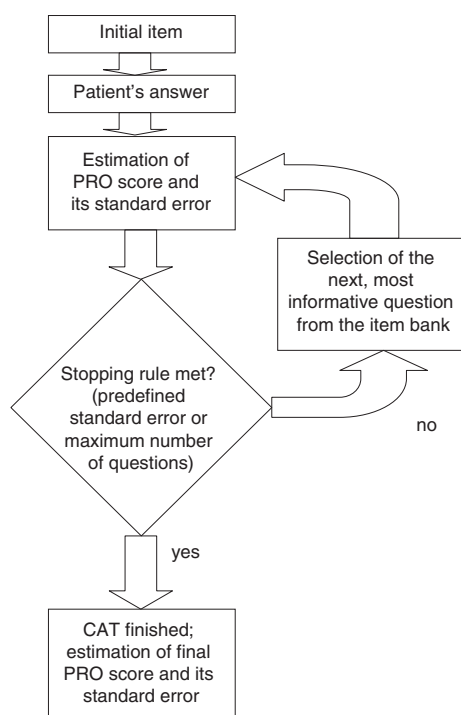 Initial item
Patient's answer
Estimation of
PRO score and
its standard error
Selection of the
next, most
informative question
from the item bank
Stopping rule met?
(predefined
standard error or
maximum number
of questions)
no
yes
CAT finished;
estimation of final
PRO score and its
standard error